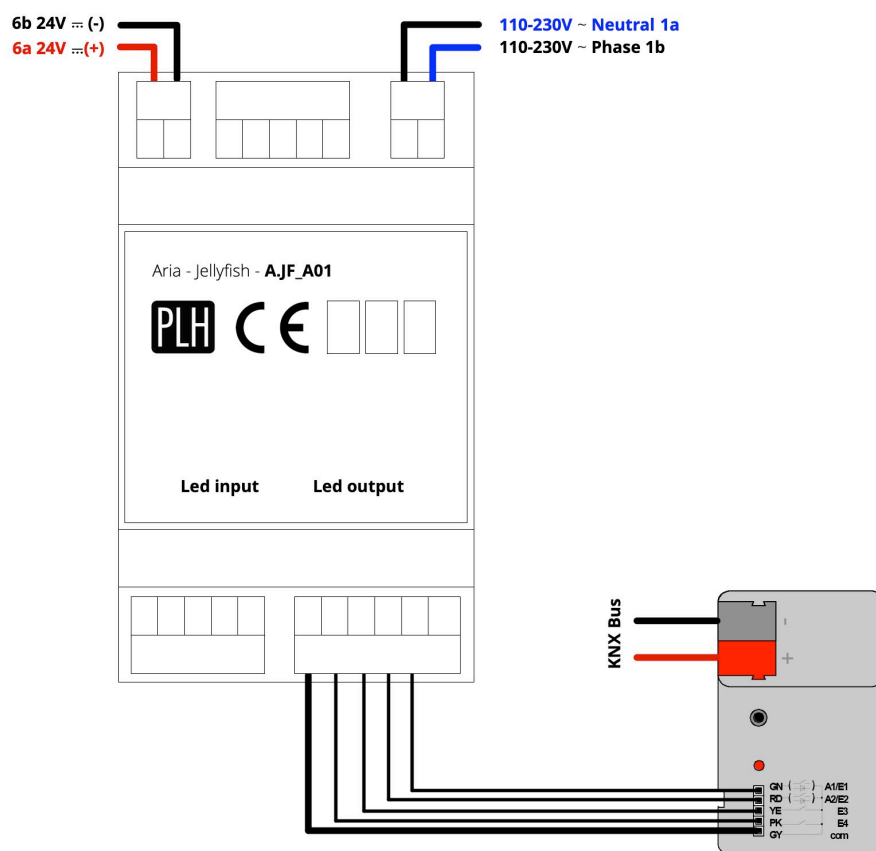 6b 24V ⎓ (-)
6a 24V ⎓(+)
110-230V ~ Neutral 1a
110-230V ~ Phase 1b
Aria - Jellyfish - A.JF_A01
PLH CE
Led input Led output
KNX Bus
-
+
GN ( ) A1/E1
RD ( ) A2/E2
YE E3
PK E4
GY com